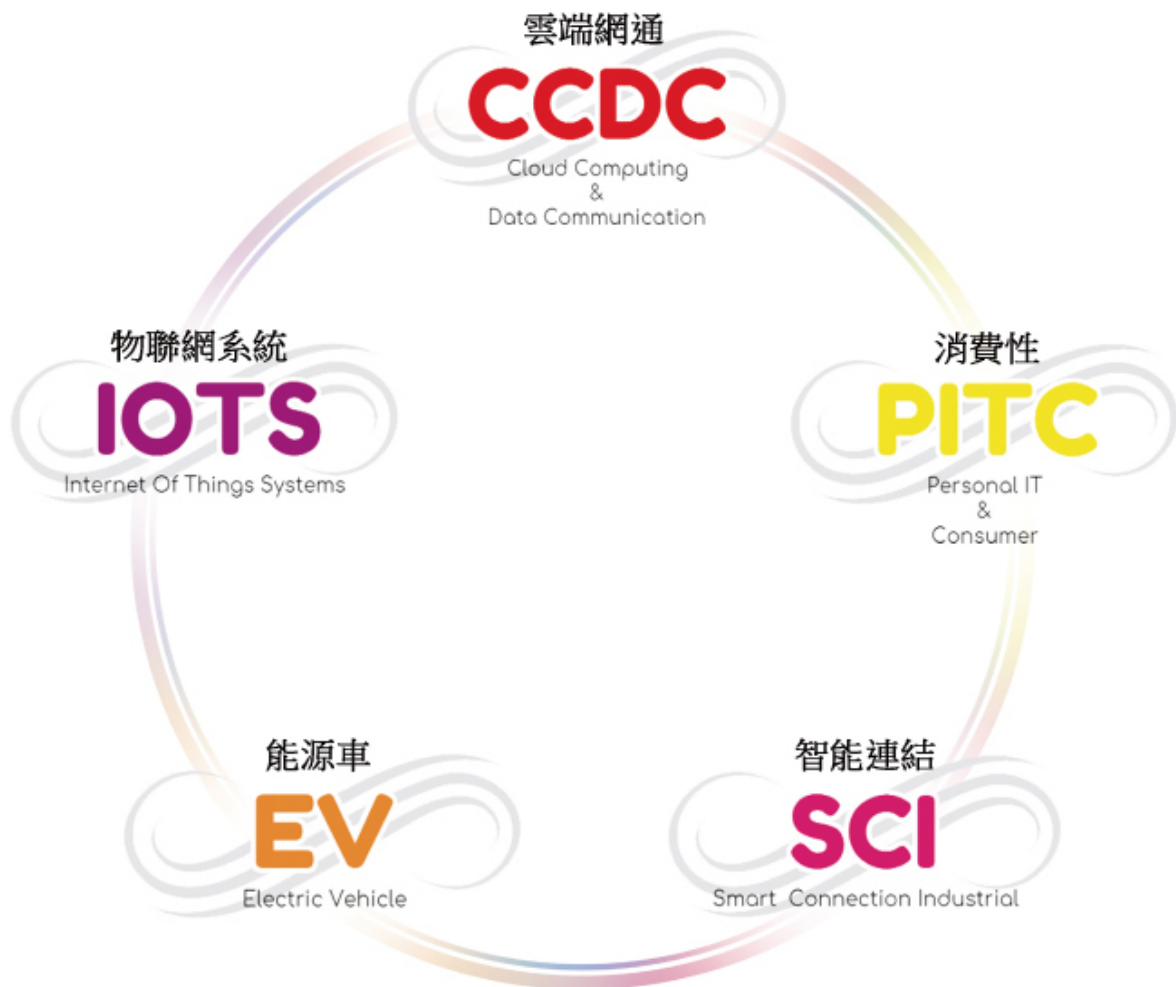 雲端網通
CCDC
Cloud Computing
&
Data Communication
物聯網系統
IOTS
Internet Of Things Systems
消費性
PITC
Personal IT
&
Consumer
能源車
EV
Electric Vehicle
智能連結
SCI
Smart Connection Industrial